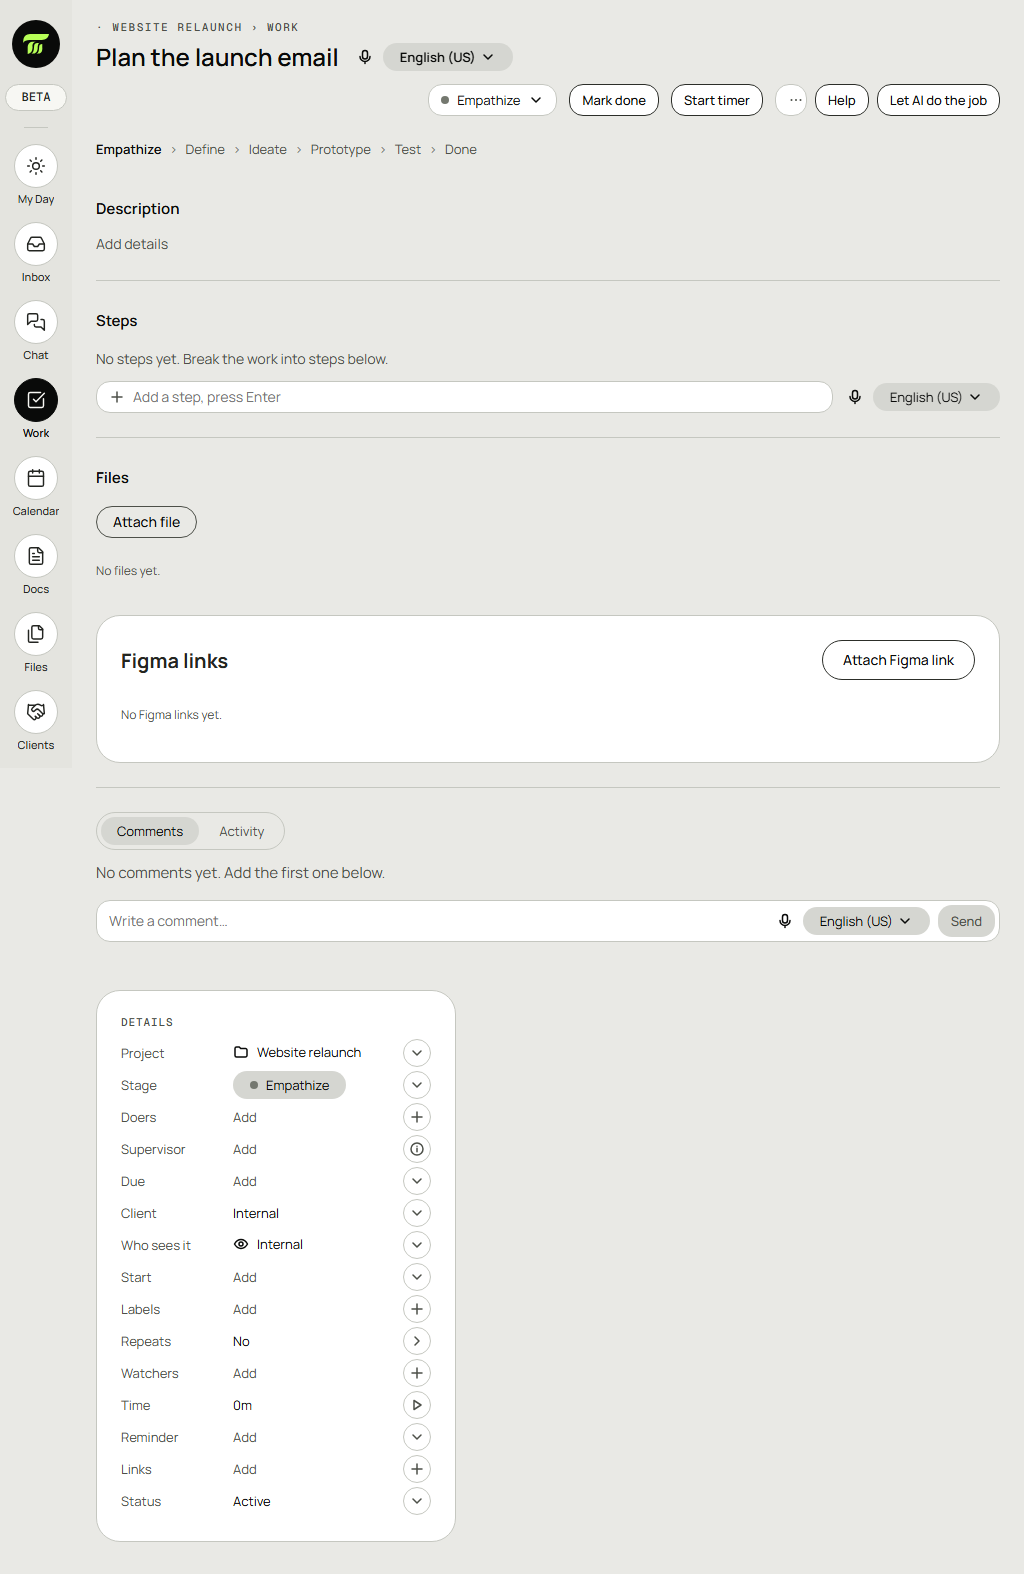 · WEBSITE RELAUNCH › WORK
Plan the launch email
English (US)
BETA
Empathize
Mark done
Start timer
...
Help
Let AI do the job
Empathize › Define › Ideate › Prototype › Test › Done
My Day
Inbox
Chat
Work
Calendar
Docs
Files
Clients
Description
Add details
Steps
No steps yet. Break the work into steps below.
Add a step, press Enter
English (US)
Files
Attach file
No files yet.
Figma links
Attach Figma link
No Figma links yet.
Comments
Activity
No comments yet. Add the first one below.
Write a comment...
English (US)
Send
DETAILS
Project Website relaunch
Stage Empathize
Doers Add
Supervisor Add
Due Add
Client Internal
Who sees it Internal
Start Add
Labels Add
Repeats No
Watchers Add
Time 0m
Reminder Add
Links Add
Status Active